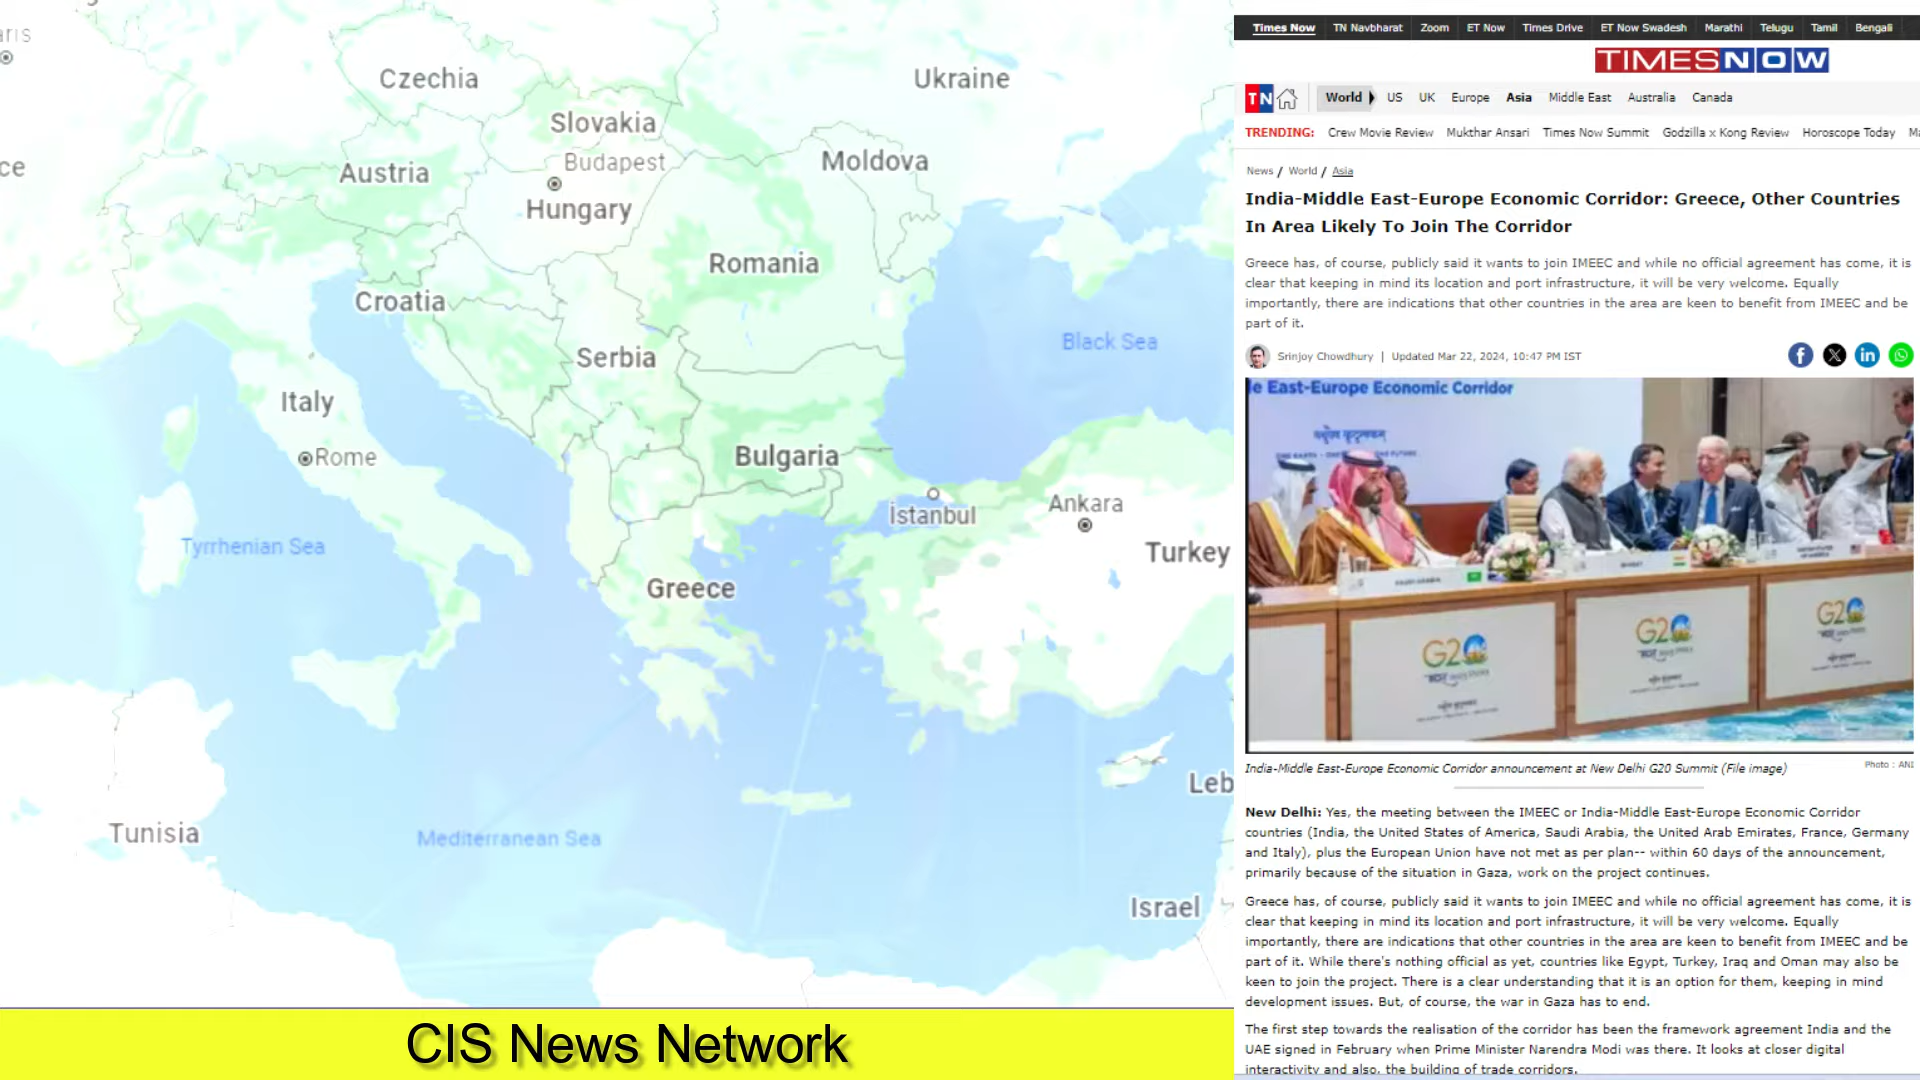 Czechia
Ukraine
Slovakia
Budapest
Moldova
Austria
Hungary
Romania
Croatia
Black Sea
Serbia
Italy
Rome
Bulgaria
Ankara
İstanbul
Tyrrhenian Sea
Turkey
Greece
Leb
Tunisia
Mediterranean Sea
Israel
CIS News Network
Times Now TN Navbharat Zoom ET Now Times Drive ET Now Swadesh Marathi Telugu Tamil Bengali
TIMES NOW
TN World US UK Europe Asia Middle East Australia Canada
TRENDING: Crew Movie Review Mukthar Ansari Times Now Summit Godzilla x Kong Review Horoscope Today
News / World / Asia
India-Middle East-Europe Economic Corridor: Greece, Other Countries
In Area Likely To Join The Corridor
Greece has, of course, publicly said it wants to join IMEEC and while no official agreement has come, it is
clear that keeping in mind its location and port infrastructure, it will be very welcome. Equally
importantly, there are indications that other countries in the area are keen to benefit from IMEEC and be
part of it.
Srinjoy Chowdhury | Updated Mar 22, 2024, 10:47 PM IST
le East-Europe Economic Corridor
G20
G20
G20
India-Middle East-Europe Economic Corridor announcement at New Delhi G20 Summit (File image)
Photo : ANI
New Delhi: Yes, the meeting between the IMEEC or India-Middle East-Europe Economic Corridor
countries (India, the United States of America, Saudi Arabia, the United Arab Emirates, France, Germany
and Italy), plus the European Union have not met as per plan-- within 60 days of the announcement,
primarily because of the situation in Gaza, work on the project continues.
Greece has, of course, publicly said it wants to join IMEEC and while no official agreement has come, it is
clear that keeping in mind its location and port infrastructure, it will be very welcome. Equally
importantly, there are indications that other countries in the area are keen to benefit from IMEEC and be
part of it. While there's nothing official as yet, countries like Egypt, Turkey, Iraq and Oman may also be
keen to join the project. There is a clear understanding that it is an option for them, keeping in mind
development issues. But, of course, the war in Gaza has to end.
The first step towards the realisation of the corridor has been the framework agreement India and the
UAE signed in February when Prime Minister Narendra Modi was there. It looks at closer digital
interactivity and also, the building of trade corridors.